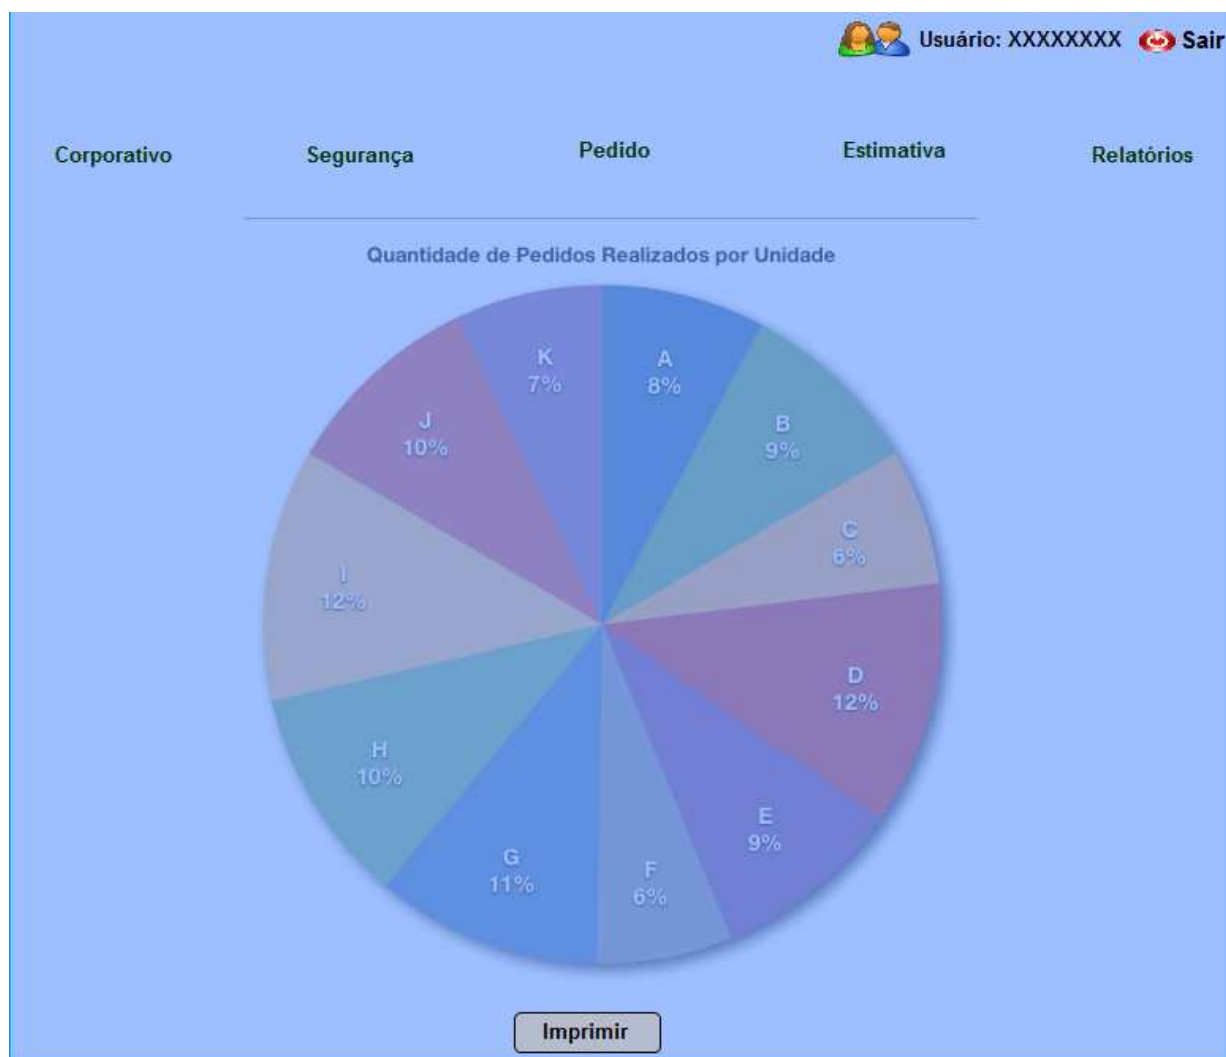 Usuário: XXXXXXXX Sair
Corporativo Segurança Pedido Estimativa Relatórios
Quantidade de Pedidos Realizados por Unidade
K
7%
A
8%
J
10%
B
9%
C
6%
I
12%
D
12%
H
10%
E
9%
G
11%
F
6%
Imprimir